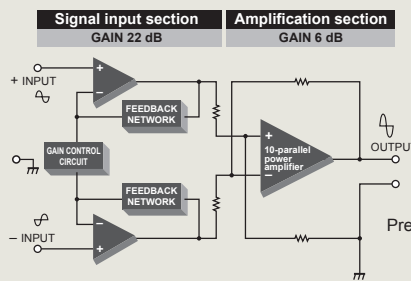 Signal input section
Amplification section
GAIN 22 dB
GAIN 6 dB
+ INPUT
+
−
FEEDBACK
NETWORK
GAIN CONTROL
CIRCUIT
FEEDBACK
NETWORK
−
+
− INPUT
+
10-parallel
power
amplifier
−
OUTPUT
Pre